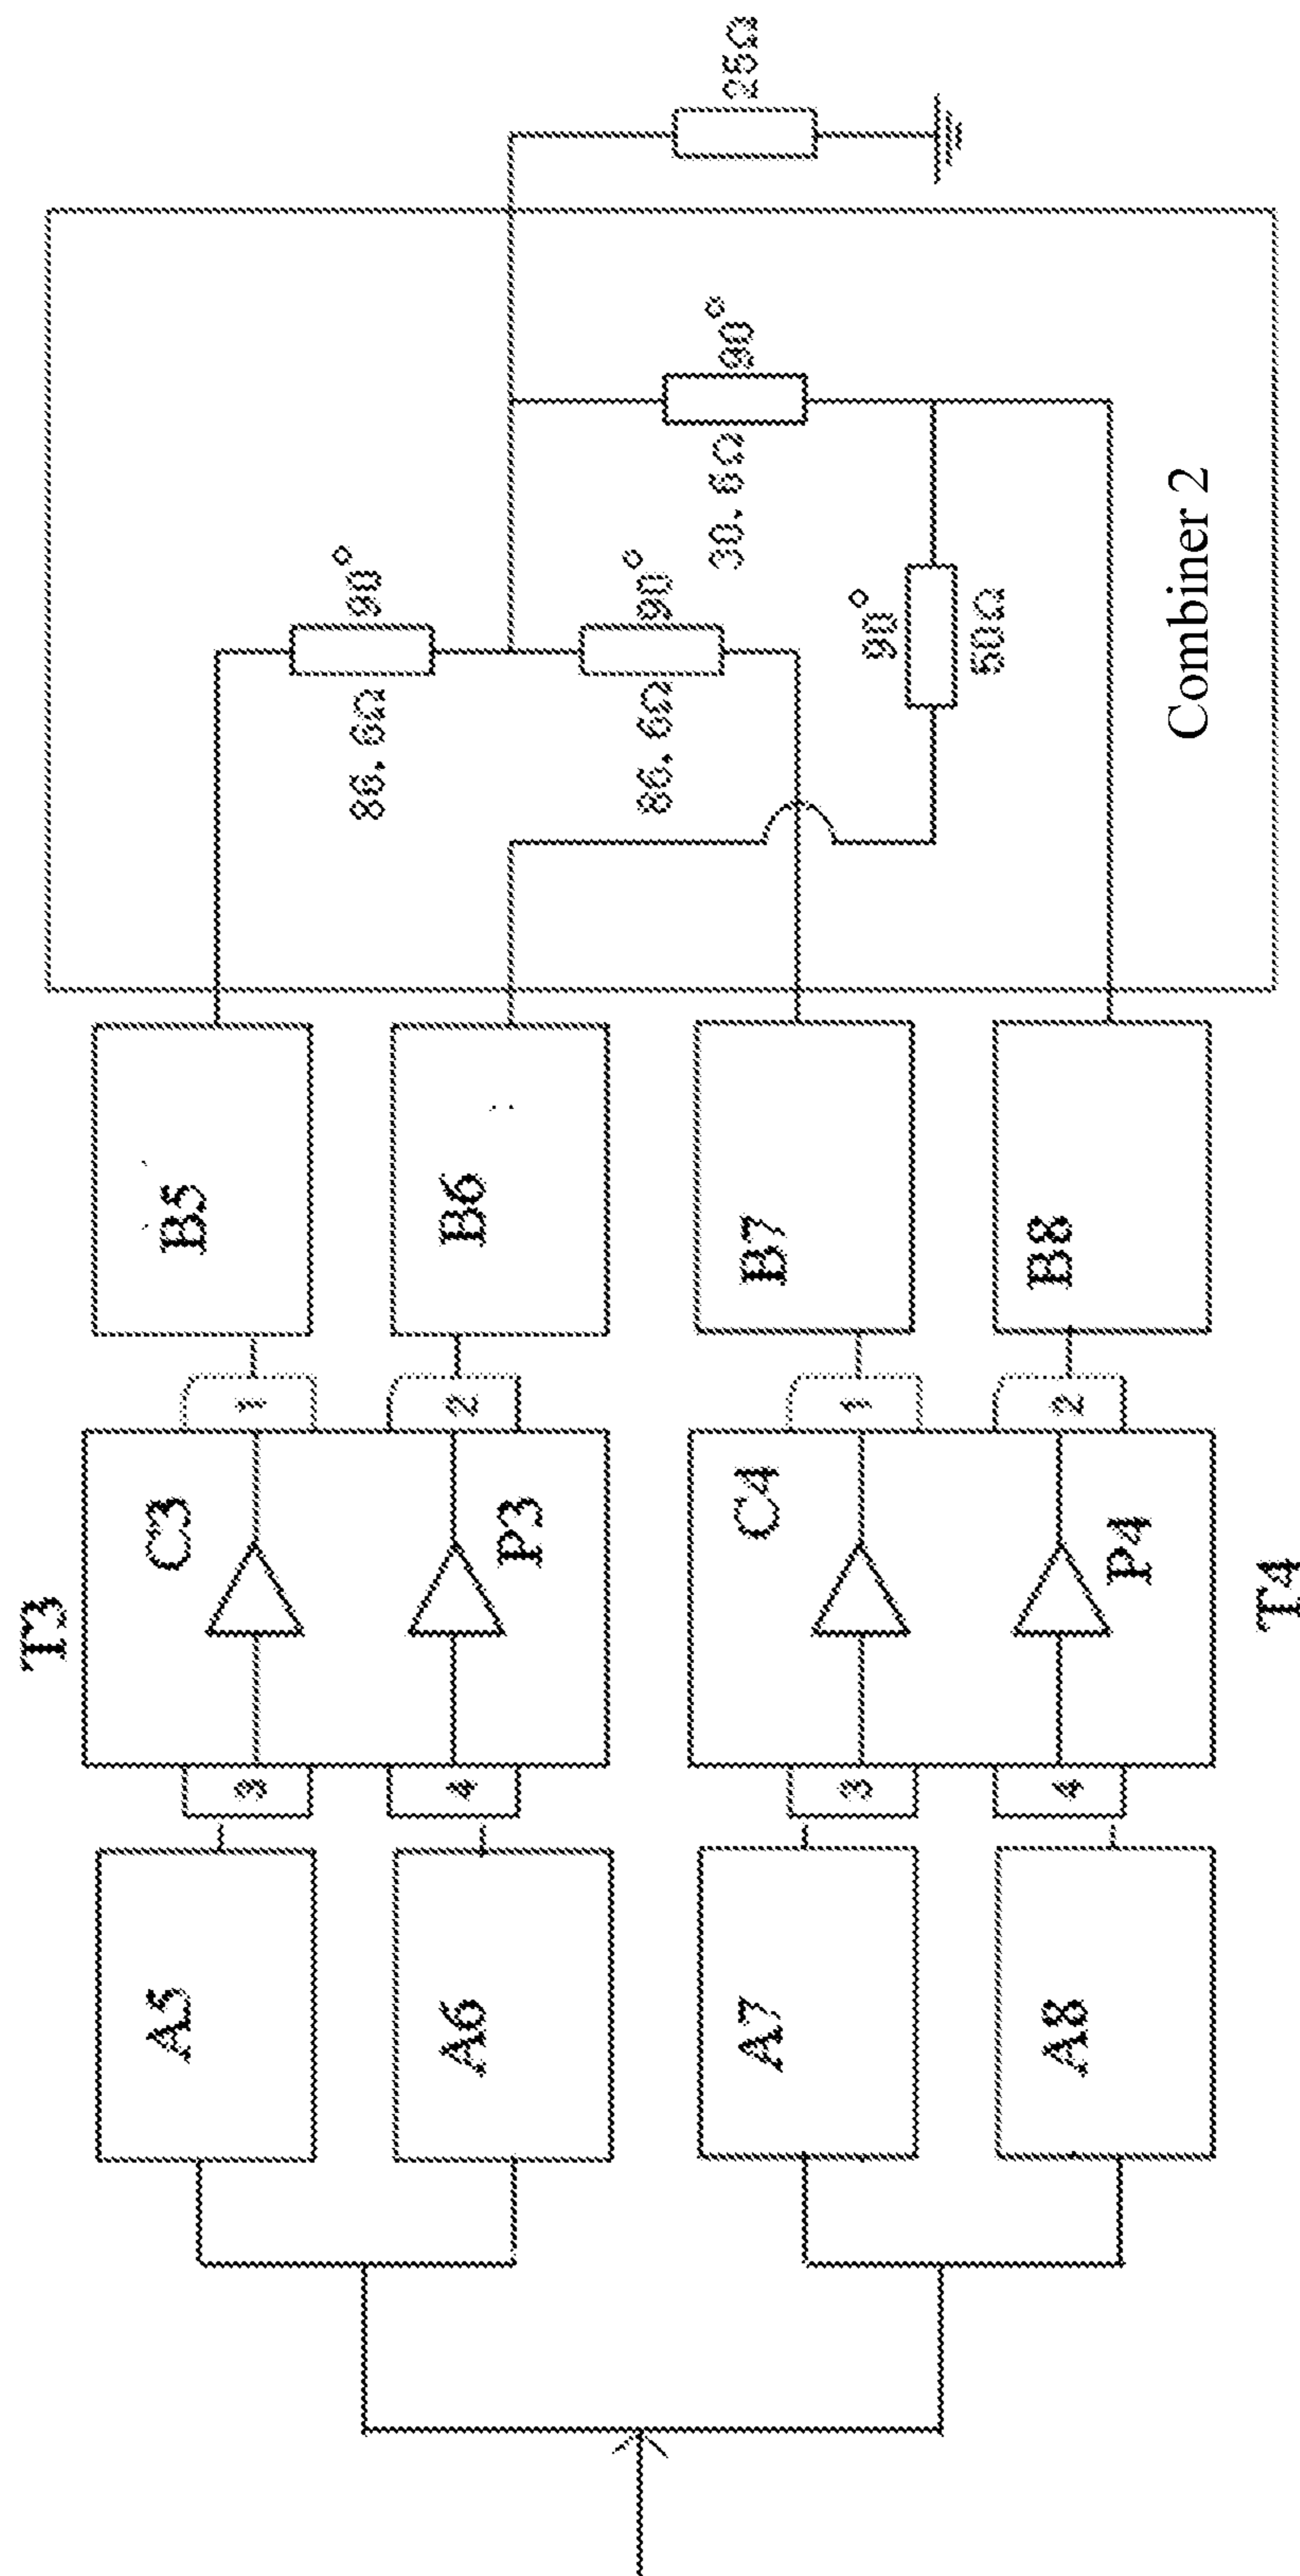 T3
A5
A6
A7
A8
3
4
3
4
C3
P3
C4
P4
T4
1
2
1
2
B5
B6
B7
B8
86.6Ω
90°
86.6Ω
90°
90°
50Ω
30.6Ω
90°
25Ω
Combiner 2